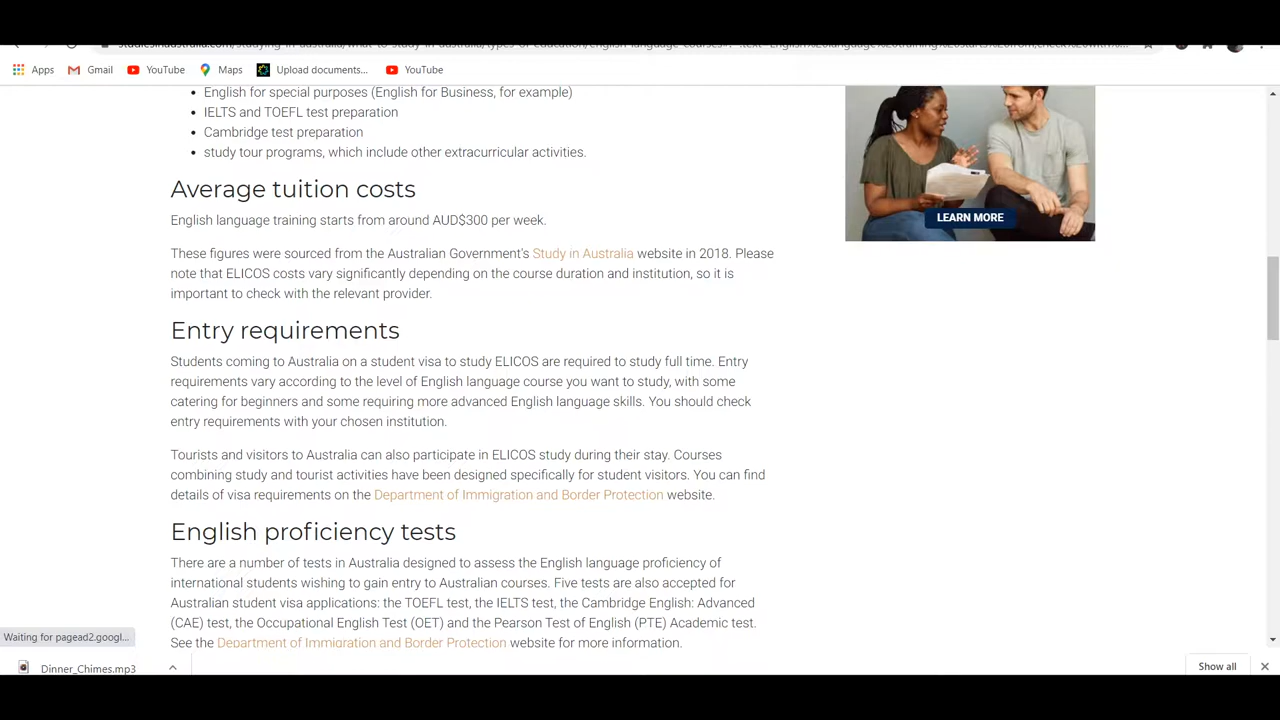 Apps Gmail YouTube Maps Upload documents... YouTube
English for special purposes (English for Business, for example)
IELTS and TOEFL test preparation
Cambridge test preparation
study tour programs, which include other extracurricular activities.
LEARN MORE
Average tuition costs
English language training starts from around AUD$300 per week.
These figures were sourced from the Australian Government's Study in Australia website in 2018. Please
note that ELICOS costs vary significantly depending on the course duration and institution, so it is
important to check with the relevant provider.
Entry requirements
Students coming to Australia on a student visa to study ELICOS are required to study full time. Entry
requirements vary according to the level of English language course you want to study, with some
catering for beginners and some requiring more advanced English language skills. You should check
entry requirements with your chosen institution.
Tourists and visitors to Australia can also participate in ELICOS study during their stay. Courses
combining study and tourist activities have been designed specifically for student visitors. You can find
details of visa requirements on the Department of Immigration and Border Protection website.
English proficiency tests
There are a number of tests in Australia designed to assess the English language proficiency of
international students wishing to gain entry to Australian courses. Five tests are also accepted for
Australian student visa applications: the TOEFL test, the IELTS test, the Cambridge English: Advanced
(CAE) test, the Occupational English Test (OET) and the Pearson Test of English (PTE) Academic test.
See the Department of Immigration and Border Protection website for more information.
Waiting for pagead2.googl...
Dinner_Chimes.mp3
Show all